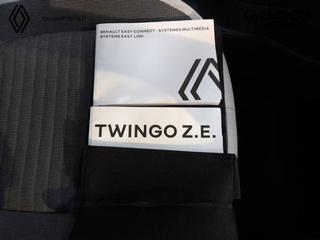 RENAULT EASY CONNECT : SYSTÈMES MULTIMÉDIA
SYSTÈME EASY LINK
TWINGO Z.E.